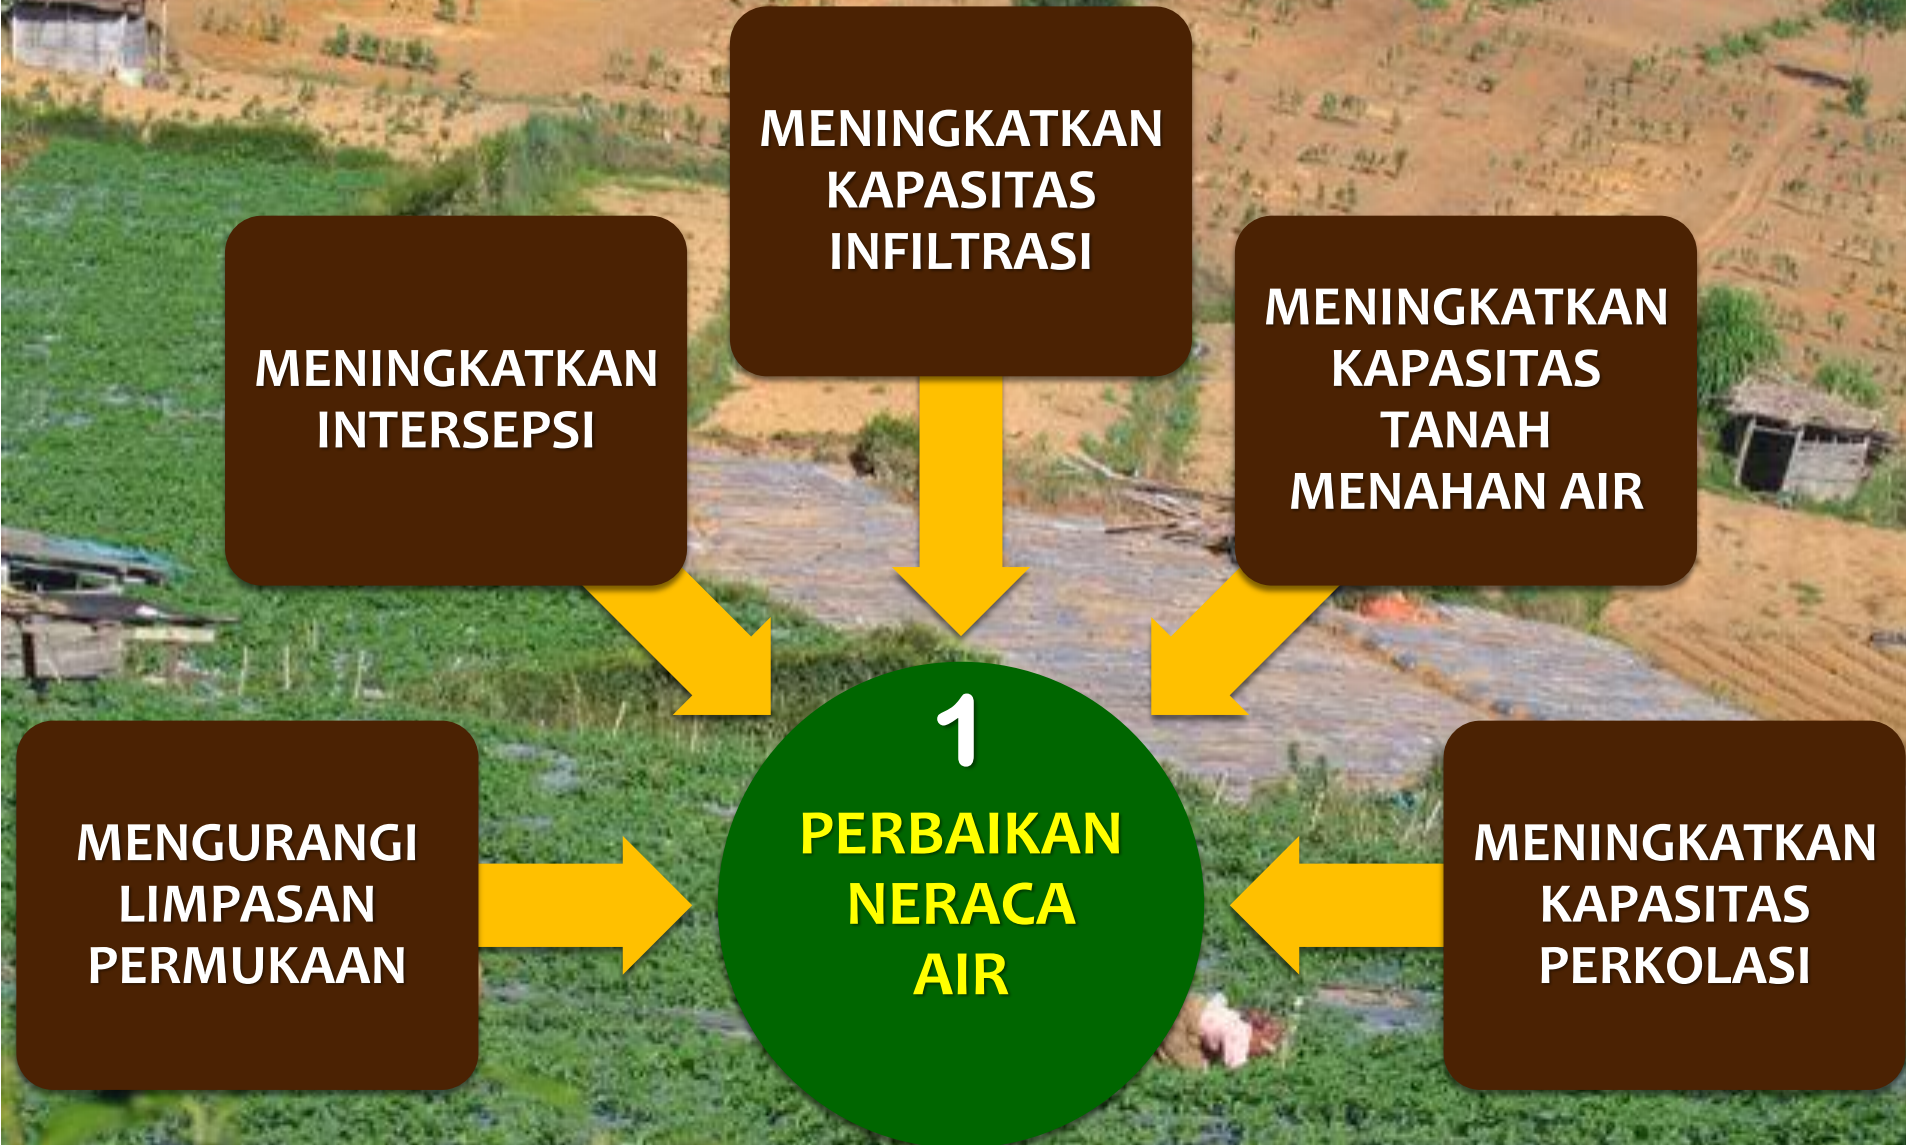 MENINGKATKAN
KAPASITAS
INFILTRASI
MENINGKATKAN
INTERSEPSI
MENINGKATKAN
KAPASITAS
TANAH
MENAHAN AIR
MENGURANGI
LIMPASAN
PERMUKAAN
1
PERBAIKAN
NERACA
AIR
MENINGKATKAN
KAPASITAS
PERKOLASI